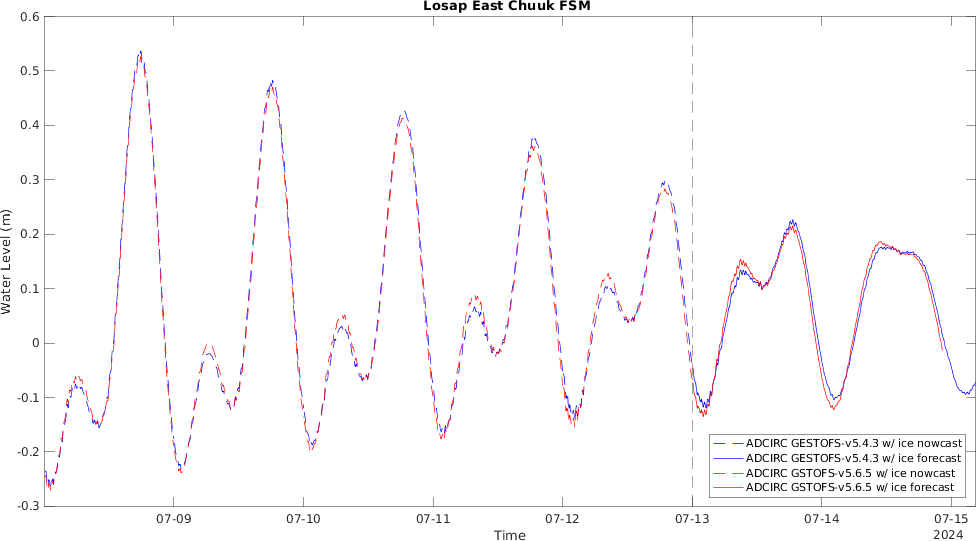 Losap East Chuuk FSM
0.6
0.5
0.4
0.3
0.2
0.1
0
-0.1
-0.2
-0.3
Water Level (m)
07-09 07-10 07-11 07-12 07-13 07-14 07-15
Time
2024
ADCIRC GESTOFS-v5.4.3 w/ ice nowcast
ADCIRC GESTOFS-v5.4.3 w/ ice forecast
ADCIRC GSTOFS-v5.6.5 w/ ice nowcast
ADCIRC GSTOFS-v5.6.5 w/ ice forecast